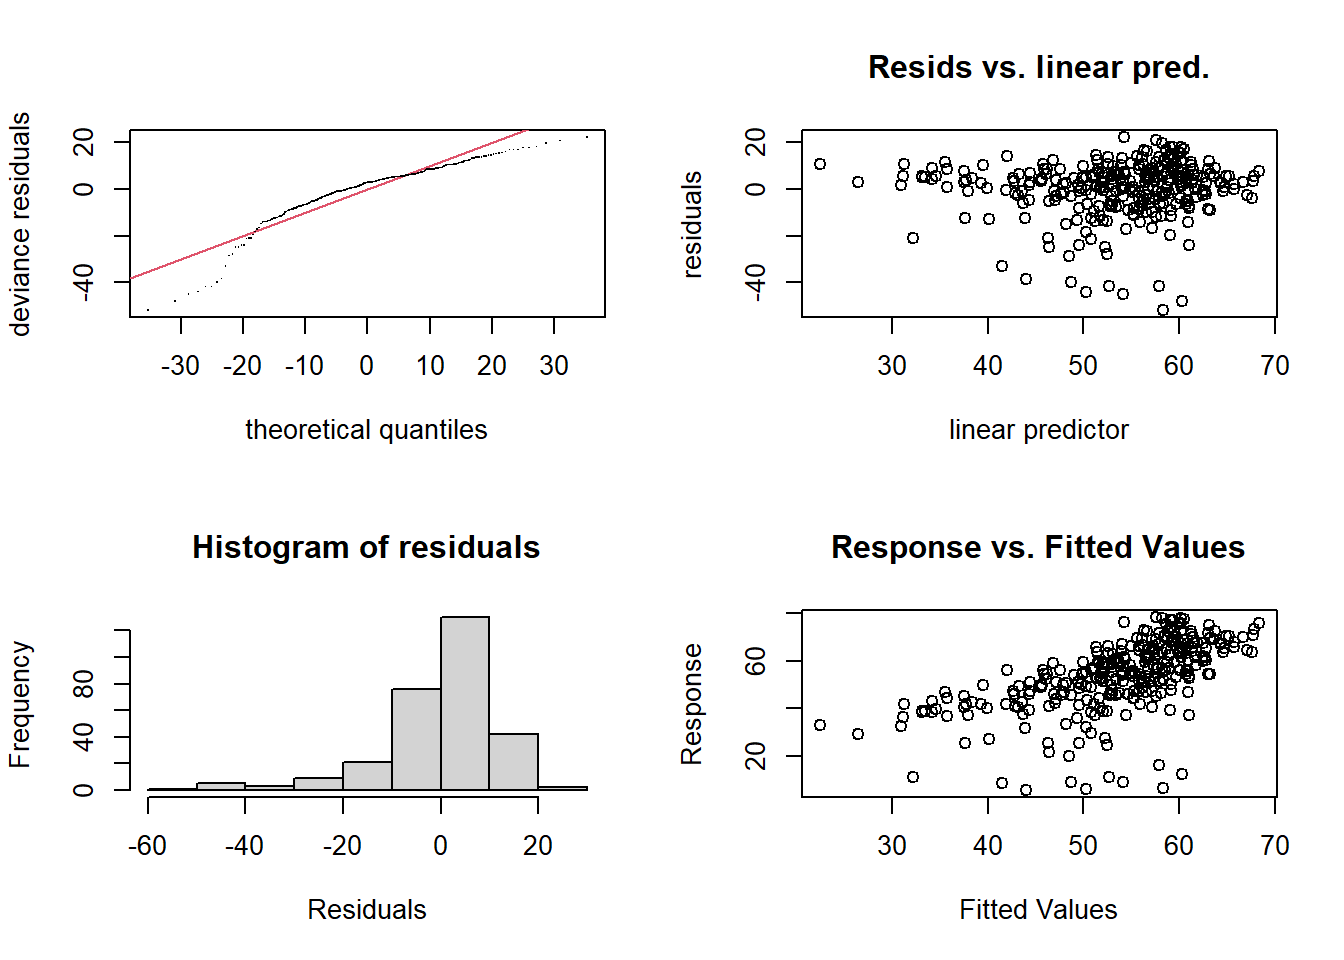 deviance residuals
20
0
-40
-30 -20 -10 0 10 20 30
theoretical quantiles
Resids vs. linear pred.
residuals
20
0
-40
30 40 50 60 70
linear predictor
Histogram of residuals
Frequency
80
40
0
-60 -40 -20 0 20
Residuals
Response vs. Fitted Values
Response
60
20
30 40 50 60 70
Fitted Values